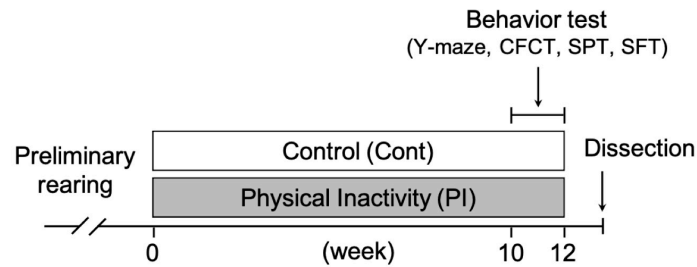 Behavior test
(Y-maze, CFCT, SPT, SFT)
Control (Cont)
Dissection
Preliminary
rearing
Physical Inactivity (PI)
0
(week)
10
12